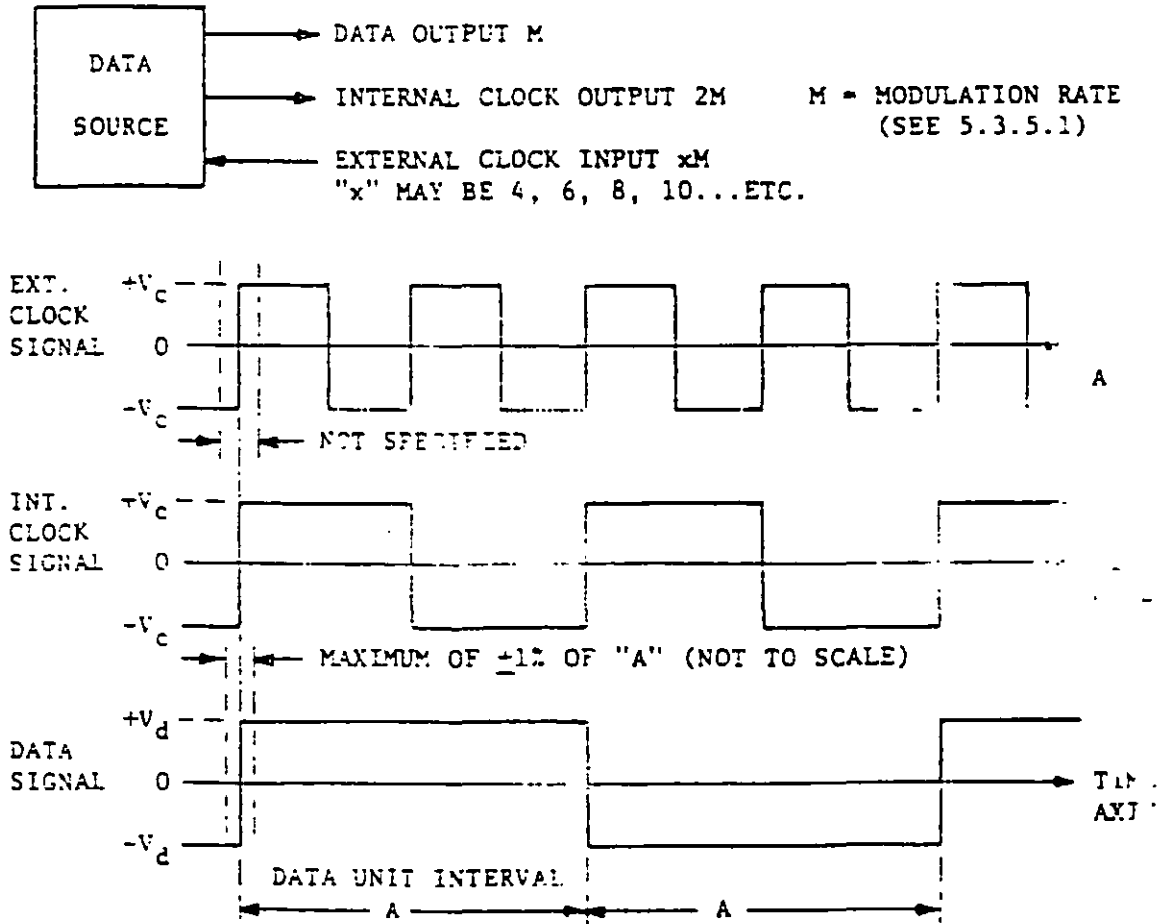 DATA SOURCE
DATA OUTPUT M
INTERNAL CLOCK OUTPUT 2M
M = MODULATION RATE
(SEE 5.3.5.1)
EXTERNAL CLOCK INPUT xM
"x" MAY BE 4, 6, 8, 10...ETC.
EXT. CLOCK SIGNAL
+Vc
0
-Vc
A
NOT SPECIFIED
INT. CLOCK SIGNAL
+Vc
0
-Vc
MAXIMUM OF ±1% OF "A" (NOT TO SCALE)
DATA SIGNAL
+Vd
0
-Vd
DATA UNIT INTERVAL
A
A